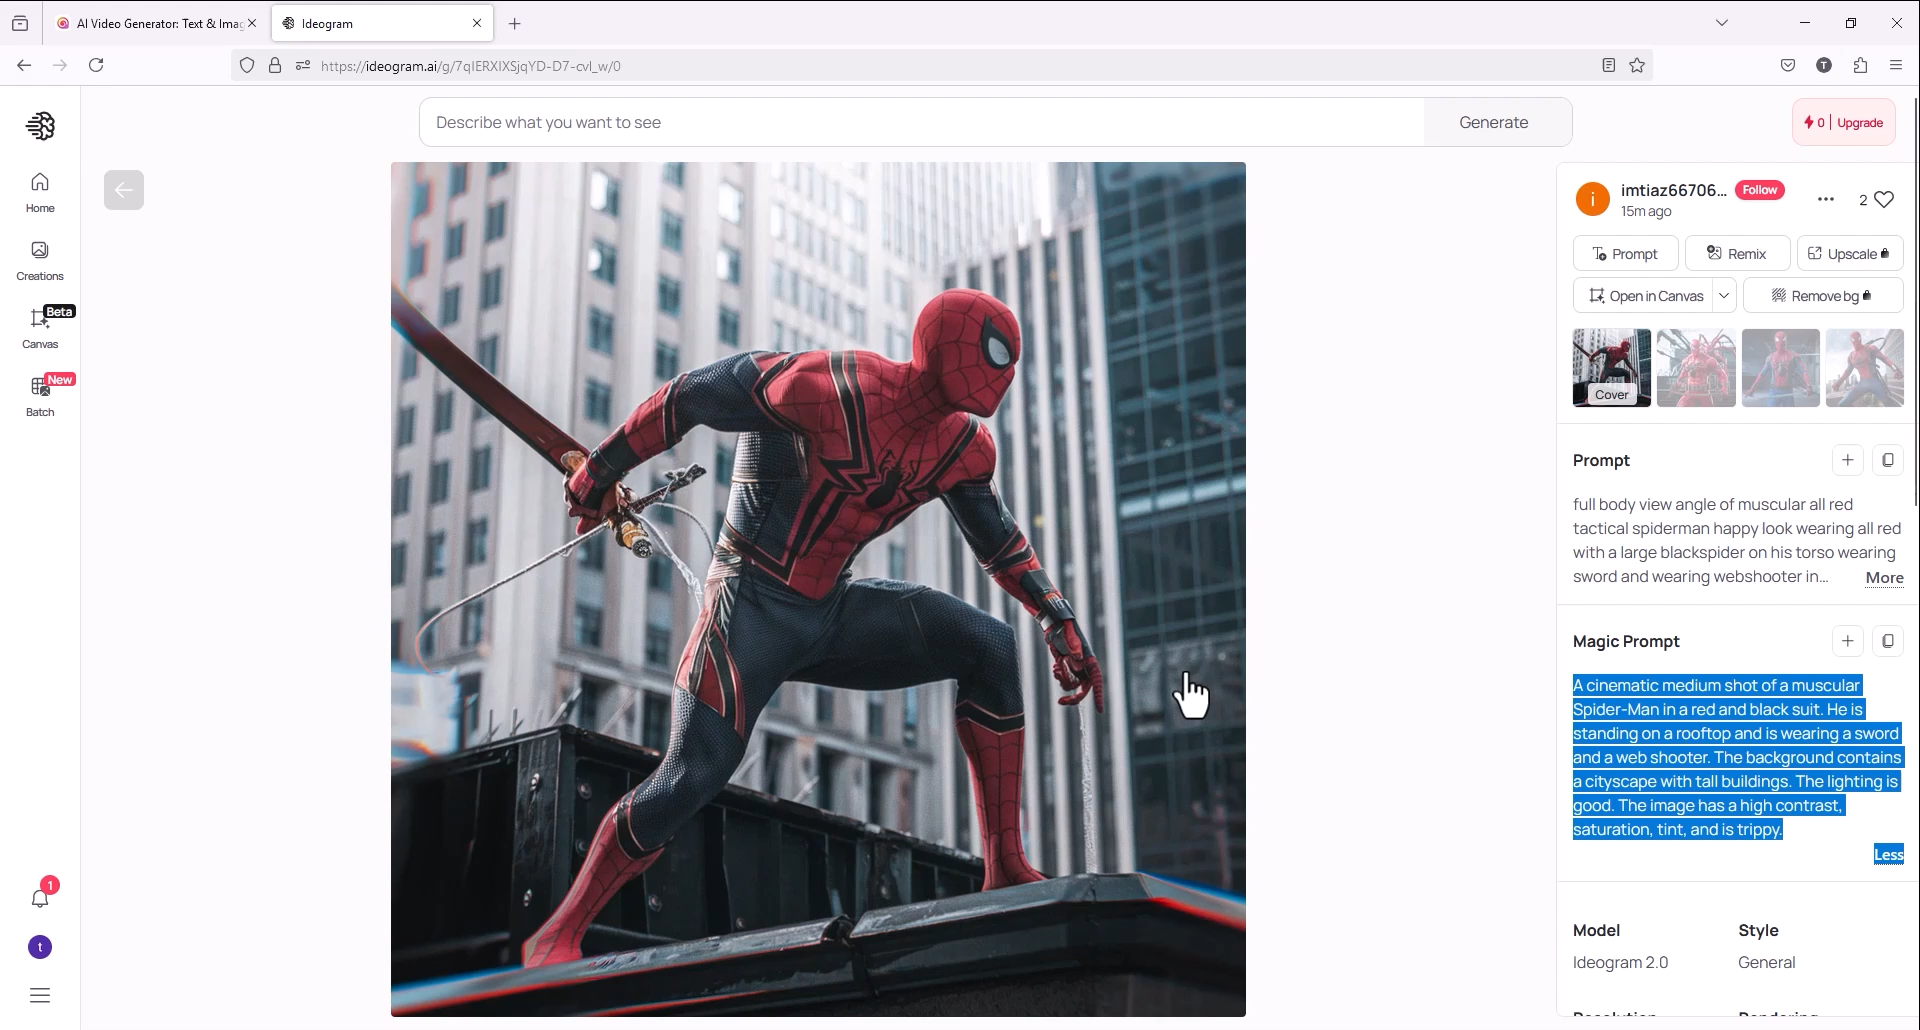 AI Video Generator: Text & Imag
Ideogram
https://ideogram.ai/g/7qIERXIXSjqYD-D7-cvl_w/0
T
Describe what you want to see
Generate
0 | Upgrade
Home
Creations
Beta
Canvas
New
Batch
1
t
i
imtiaz66706...
Follow
15m ago
2
Prompt
Remix
Upscale
Open in Canvas
Remove bg
Cover
Prompt
full body view angle of muscular all red
tactical spiderman happy look wearing all red
with a large blackspider on his torso wearing
sword and wearing webshooter in...
More
Magic Prompt
A cinematic medium shot of a muscular
Spider-Man in a red and black suit. He is
standing on a rooftop and is wearing a sword
and a web shooter. The background contains
a cityscape with tall buildings. The lighting is
good. The image has a high contrast,
saturation, tint, and is trippy.
Less
Model
Style
Ideogram 2.0
General
Resolution
Rendering